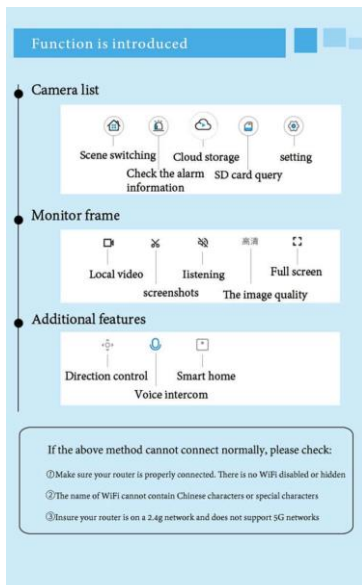 Function is introduced
Camera list
Scene switching
Check the alarm
information
Cloud storage
SD card query
setting
Monitor frame
高清
Local video
screenshots
listening
The image quality
Full screen
Additional features
Direction control
Voice intercom
Smart home
If the above method cannot connect normally, please check:
①Make sure your router is properly connected. There is no WiFi disabled or hidden
②The name of WiFi cannot contain Chinese characters or special characters
③Insure your router is on a 2.4g network and does not support 5G networks